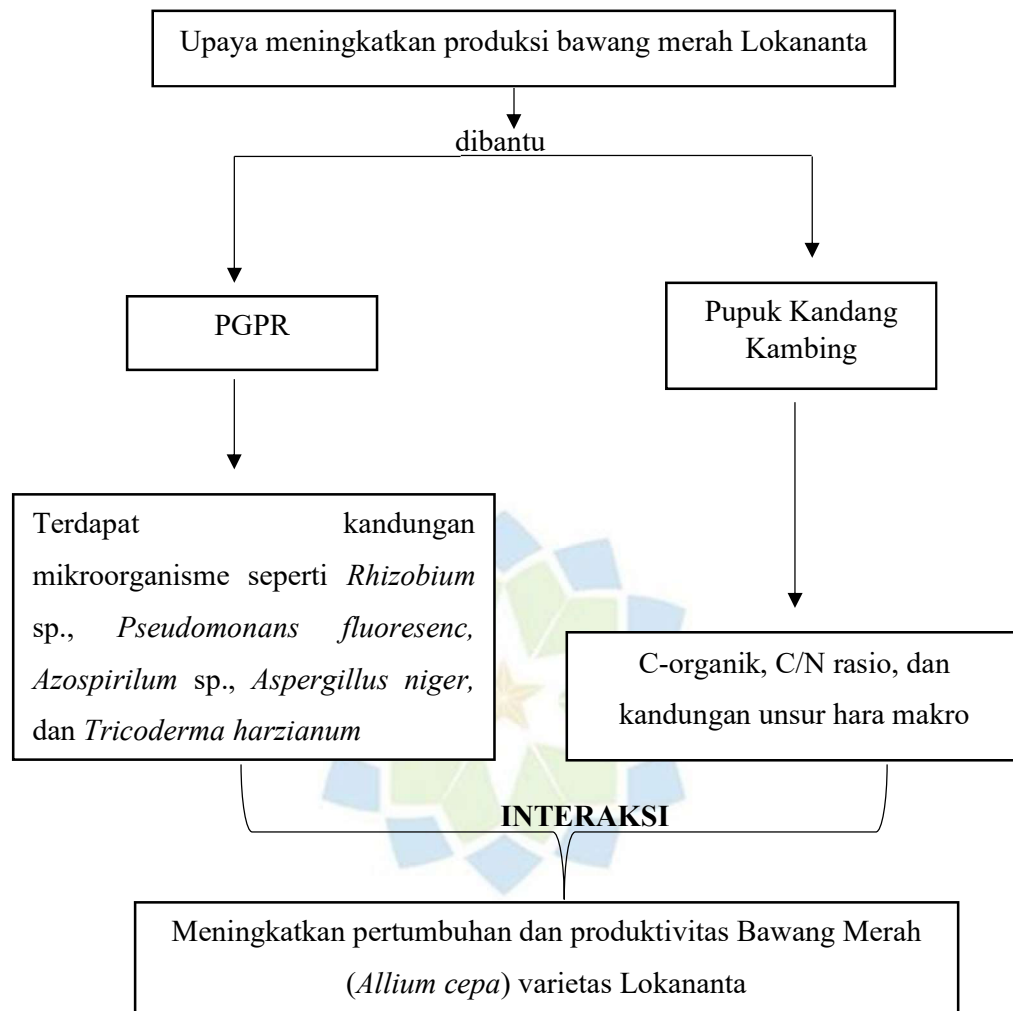 Upaya meningkatkan produksi bawang merah Lokananta
dibantu
PGPR
Pupuk Kandang
Kambing
Terdapat kandungan
mikroorganisme seperti Rhizobium
sp., Pseudomonans fluoresenc,
Azospirilum sp., Aspergillus niger,
dan Tricoderma harzianum
C-organik, C/N rasio, dan
kandungan unsur hara makro
INTERAKSI
Meningkatkan pertumbuhan dan produktivitas Bawang Merah
(Allium cepa) varietas Lokananta